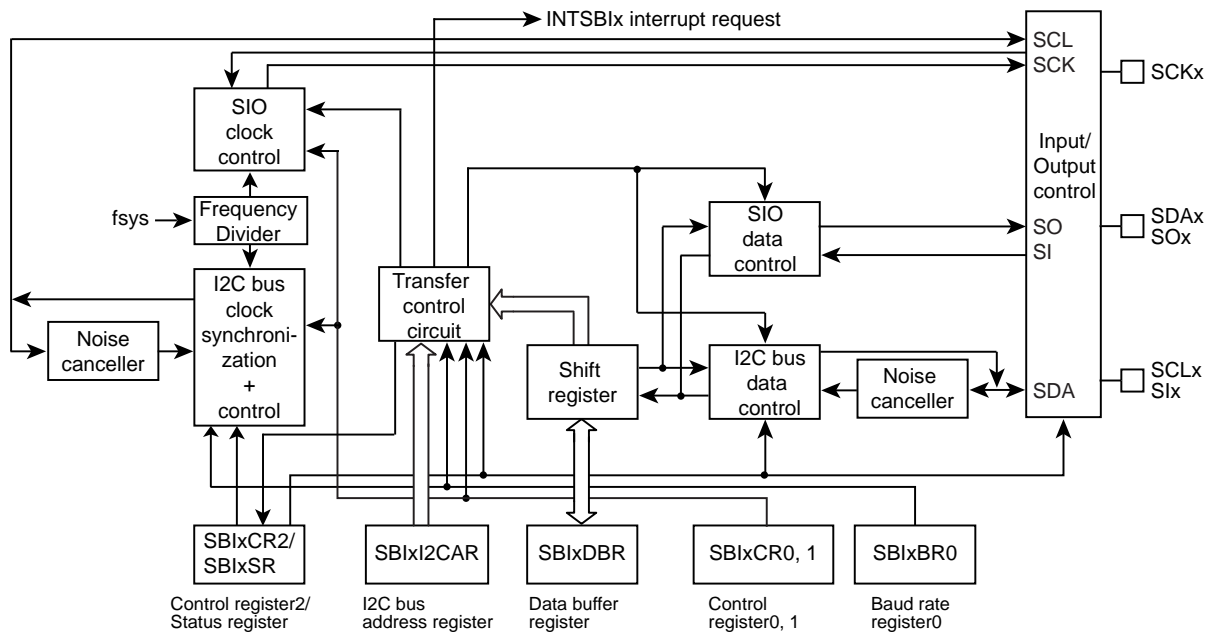 INTSBIx interrupt request
SCL
SCK
SCKx
SIO
clock
control
Input/
Output
control
fsys
Frequency
Divider
SIO
data
control
SO
SI
SDAx
SOx
I2C bus
clock
synchroni-
zation
+
control
Transfer
control
circuit
Noise
canceller
Shift
register
I2C bus
data
control
Noise
canceller
SDA
SCLx
SIx
SBIxCR2/
SBIxSR
SBIxI2CAR
SBIxDBR
SBIxCR0, 1
SBIxBR0
Control register2/
Status register
I2C bus
address register
Data buffer
register
Control
register0, 1
Baud rate
register0